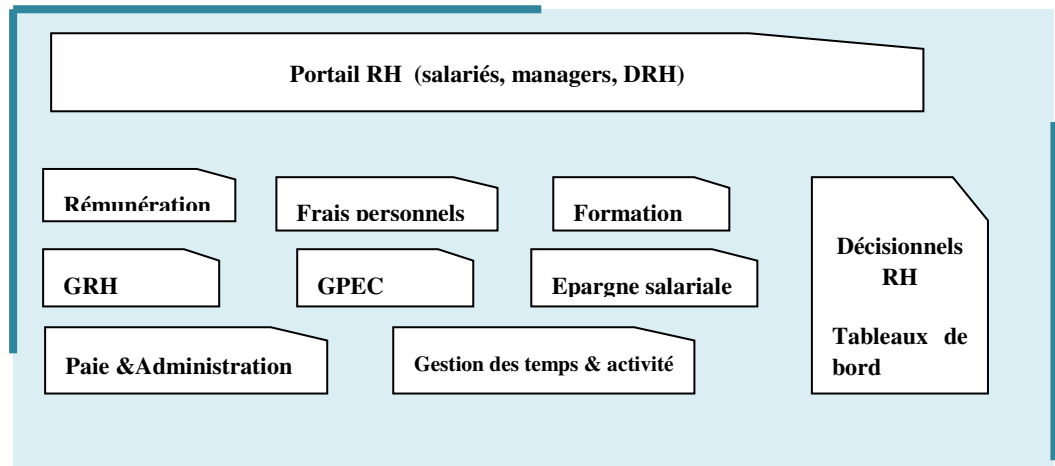 Portail RH (salariés, managers, DRH)
Rémunération
Frais personnels
Formation
GRH
GPEC
Epargne salariale
Paie &Administration
Gestion des temps & activité
Décisionnels
RH
Tableaux de
bord